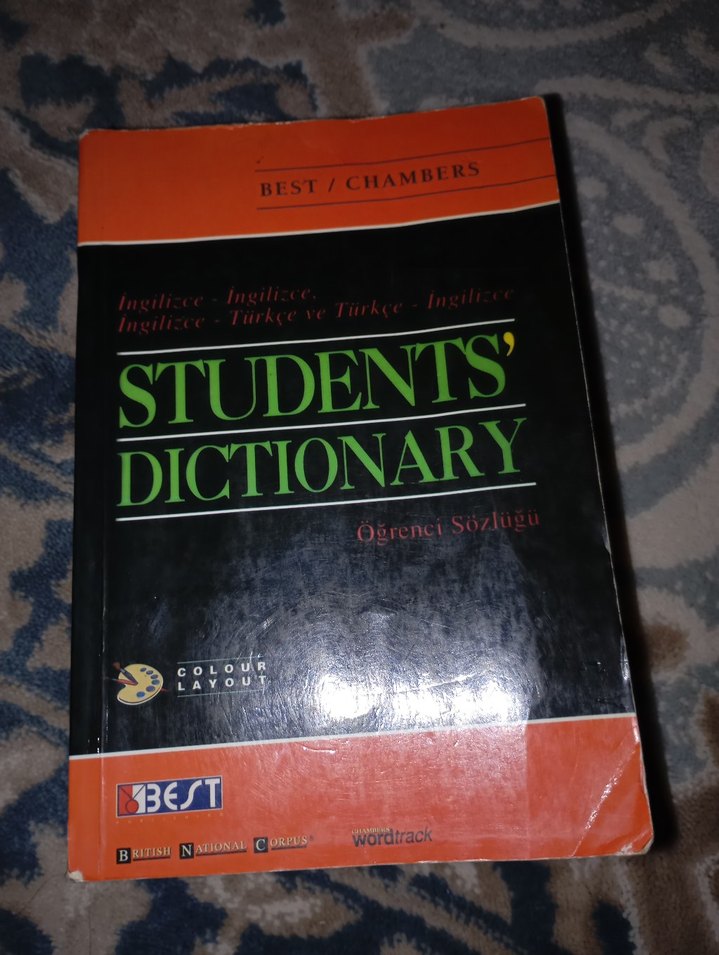 BEST / CHAMBERS
İngilizce - İngilizce,
İngilizce - Türkçe ve Türkçe - İngilizce
STUDENTS'
DICTIONARY
Öğrenci Sözlüğü
COLOUR
LAYOUT
BEST
BRITISH NATIONAL CORPUS®
CHAMBERS
wordtrack